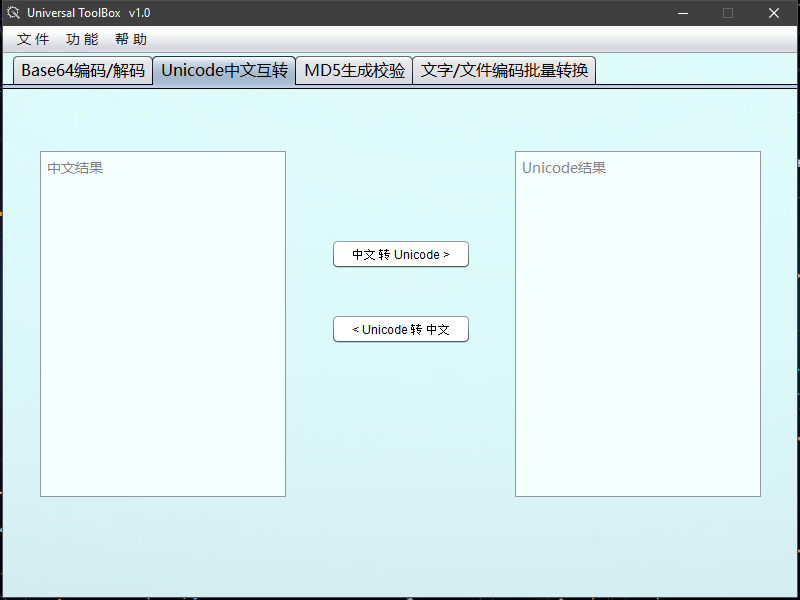 Universal ToolBox v1.0
文件 功能 帮助
Base64编码/解码 Unicode中文互转 MD5生成校验 文字/文件编码批量转换
中文结果
Unicode结果
中文 转 Unicode >
< Unicode 转 中文